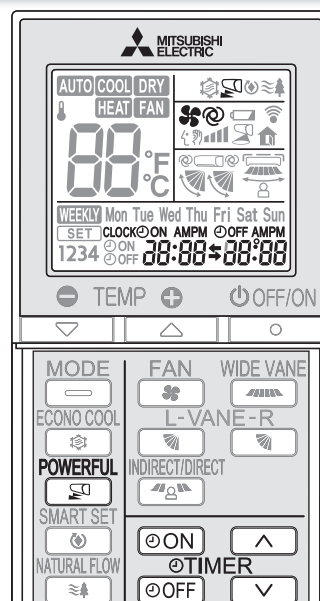 MITSUBISHI
ELECTRIC
AUTO COOL DRY
HEAT FAN
88°F
°C
WEEKLY Mon Tue Wed Thu Fri Sat Sun
SET CLOCK ON AMPM OFF AMPM
1234 ON OFF 88:88 88:88
TEMP OFF/ON
MODE FAN WIDE VANE
ECONO COOL L-VANE-R
POWERFUL INDIRECT/DIRECT
SMART SET
ON
NATURAL FLOW TIMER
OFF